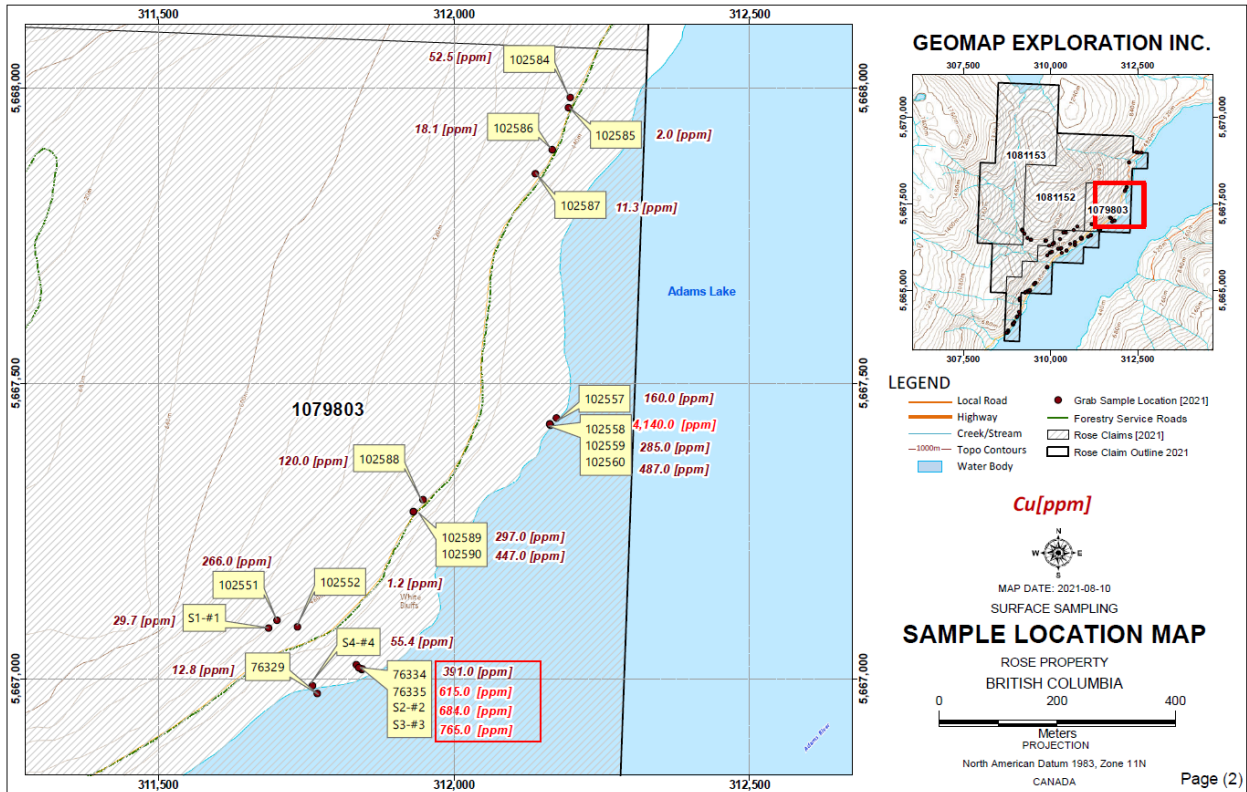 311,500
312,000
312,500
5,668,000
5,667,500
5,667,000
52.5 [ppm]
102584
18.1 [ppm]
102586
102585
2.0 [ppm]
102587
11.3 [ppm]
Adams Lake
1079803
102557
160.0 [ppm]
102558
4,140.0 [ppm]
102559
285.0 [ppm]
102560
487.0 [ppm]
120.0 [ppm]
102588
102589
297.0 [ppm]
102590
447.0 [ppm]
266.0 [ppm]
102551
102552
1.2 [ppm]
White
Bluffs
29.7 [ppm]
S1-#1
S4-#4
55.4 [ppm]
12.8 [ppm]
76329
76334
391.0 [ppm]
76335
615.0 [ppm]
S2-#2
684.0 [ppm]
S3-#3
765.0 [ppm]
Adams River
5,668,000
5,667,500
5,667,000
311,500
312,000
312,500
GEOMAP EXPLORATION INC.
307,500
310,000
312,500
5,670,000
5,667,500
5,665,000
1081153
1081152
1079803
5,670,000
5,667,500
5,665,000
307,500
310,000
312,500
LEGEND
Local Road
Highway
Creek/Stream
1000m
Topo Contours
Water Body
Grab Sample Location [2021]
Forestry Service Roads
Rose Claims [2021]
Rose Claim Outline 2021
Cu[ppm]
N
W
E
S
MAP DATE: 2021-08-10
SURFACE SAMPLING
SAMPLE LOCATION MAP
ROSE PROPERTY
BRITISH COLUMBIA
0
200
400
Meters
PROJECTION
North American Datum 1983, Zone 11N
CANADA
Page (2)